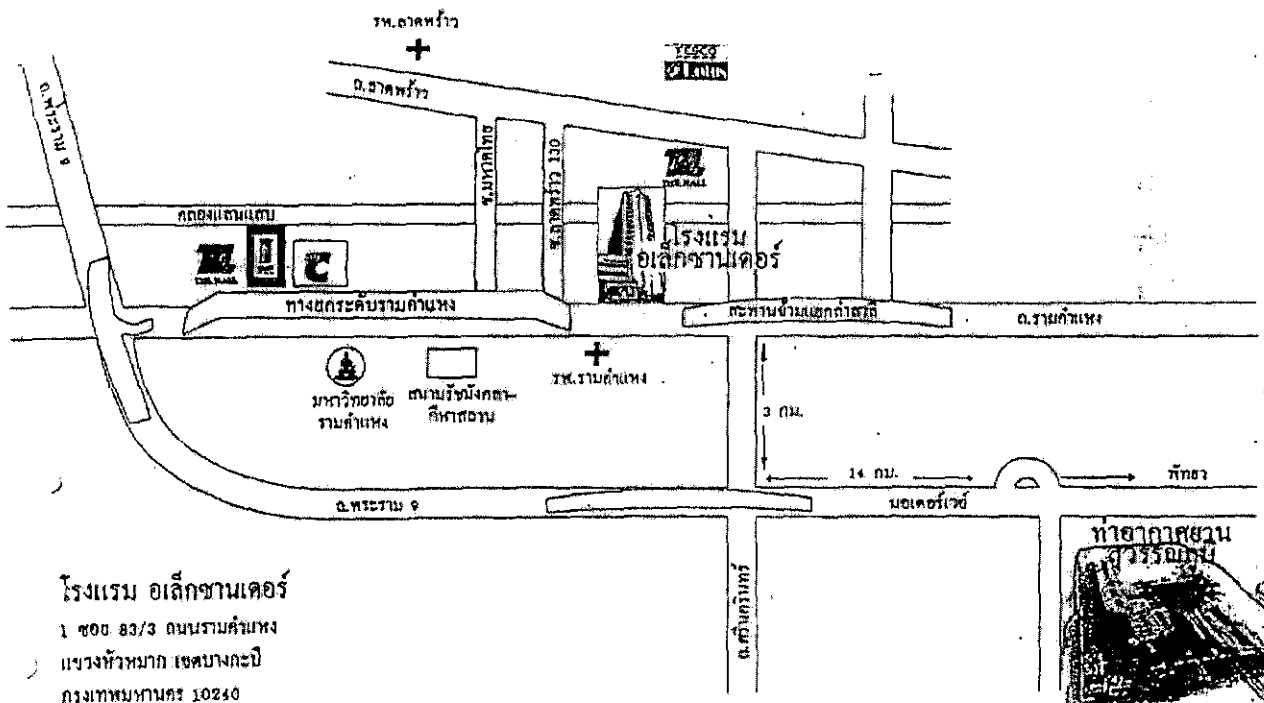 รพ.ลาดพร้าว
TESCO
Lotus
ถ.ลาดพร้าว
ถ.พระราม ๙
ซ.มหาดไทย
ซ.ลาดพร้าว 130
THE MALL
คลองแสนแสบ
โรงแรม
อเล็กซานเดอร์
THE MALL
C
ทางยกระดับรามคำแหง
สะพานข้ามแยกลำสาลี
ถ.รามคำแหง
มหาวิทยาลัย
รามคำแหง
สนามรัชมังคลา-
กีฬาสถาน
รพ.รามคำแหง
3 กม.
14 กม.
พัทยา
ถ.พระราม ๙
มอเตอร์เวย์
ท่าอากาศยาน
สุวรรณภูมิ
ถ.ศรีนครินทร์
โรงแรม อเล็กซานเดอร์
1 ซอย 83/3 ถนนรามคำแหง
แขวงหัวหมาก เขตบางกะปิ
กรุงเทพมหานคร 10240